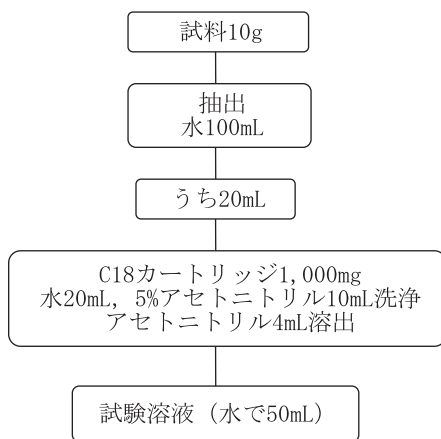 試料10g
抽出
水100mL
うち20mL
C18カートリッジ1,000mg
水20mL, 5%アセトニトリル10mL洗浄
アセトニトリル4mL溶出
試験溶液（水で50mL）